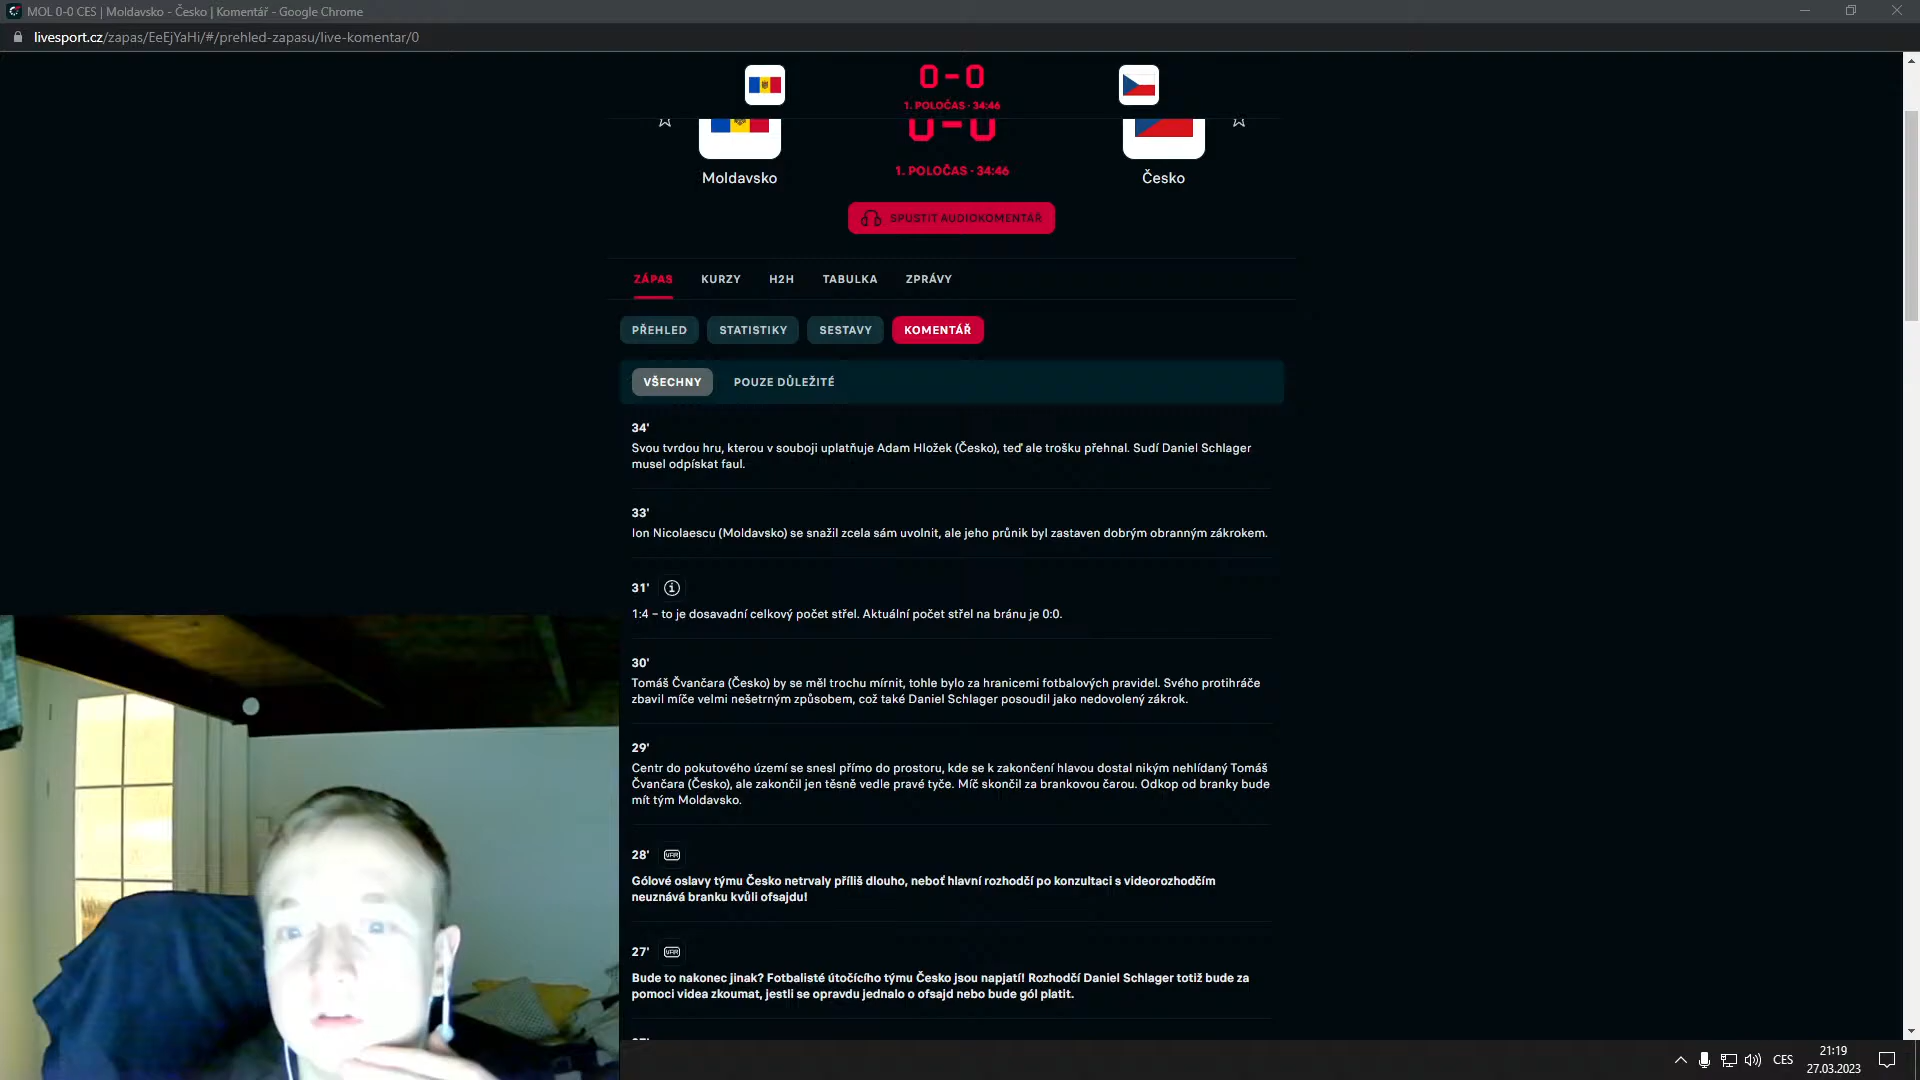 MOL 0-0 CES | Moldavsko - Česko | Komentář - Google Chrome
livesport.cz/zapas/EeEjYaHi/#/prehled-zapasu/live-komentar/0
0-0
1. POLOČAS - 34:46
0-0
1. POLOČAS - 34:46
Moldavsko
Česko
SPUSTIT AUDIOKOMENTÁŘ
ZÁPAS KURZY H2H TABULKA ZPRÁVY
PŘEHLED STATISTIKY SESTAVY KOMENTÁŘ
VŠECHNY POUZE DŮLEŽITÉ
34'
Svou tvrdou hru, kterou v souboji uplatňuje Adam Hložek (Česko), teď ale trošku přehnal. Sudí Daniel Schlager
musel odpískat faul.
33'
Ion Nicolaescu (Moldavsko) se snažil zcela sám uvolnit, ale jeho průnik byl zastaven dobrým obranným zákrokem.
31'
1:4 – to je dosavadní celkový počet střel. Aktuální počet střel na bránu je 0:0.
30'
Tomáš Čvančara (Česko) by se měl trochu mírnit, tohle bylo za hranicemi fotbalových pravidel. Svého protihráče
zbavil míče velmi nešetrným způsobem, což také Daniel Schlager posoudil jako nedovolený zákrok.
29'
Centr do pokutového území se snesl přímo do prostoru, kde se k zakončení hlavou dostal nikým nehlídaný Tomáš
Čvančara (Česko), ale zakončil jen těsně vedle pravé tyče. Míč skončil za brankovou čarou. Odkop od branky bude
mít tým Moldavsko.
28' VAR
Gólové oslavy týmu Česko netrvaly příliš dlouho, neboť hlavní rozhodčí po konzultaci s videorozhodčím
neuznává branku kvůli ofsajdu!
27' VAR
Bude to nakonec jinak? Fotbalisté útočícího týmu Česko jsou napjatí! Rozhodčí Daniel Schlager totiž bude za
pomoci videa zkoumat, jestli se opravdu jednalo o ofsajd nebo bude gól platit.
CES
21:19
27.03.2023